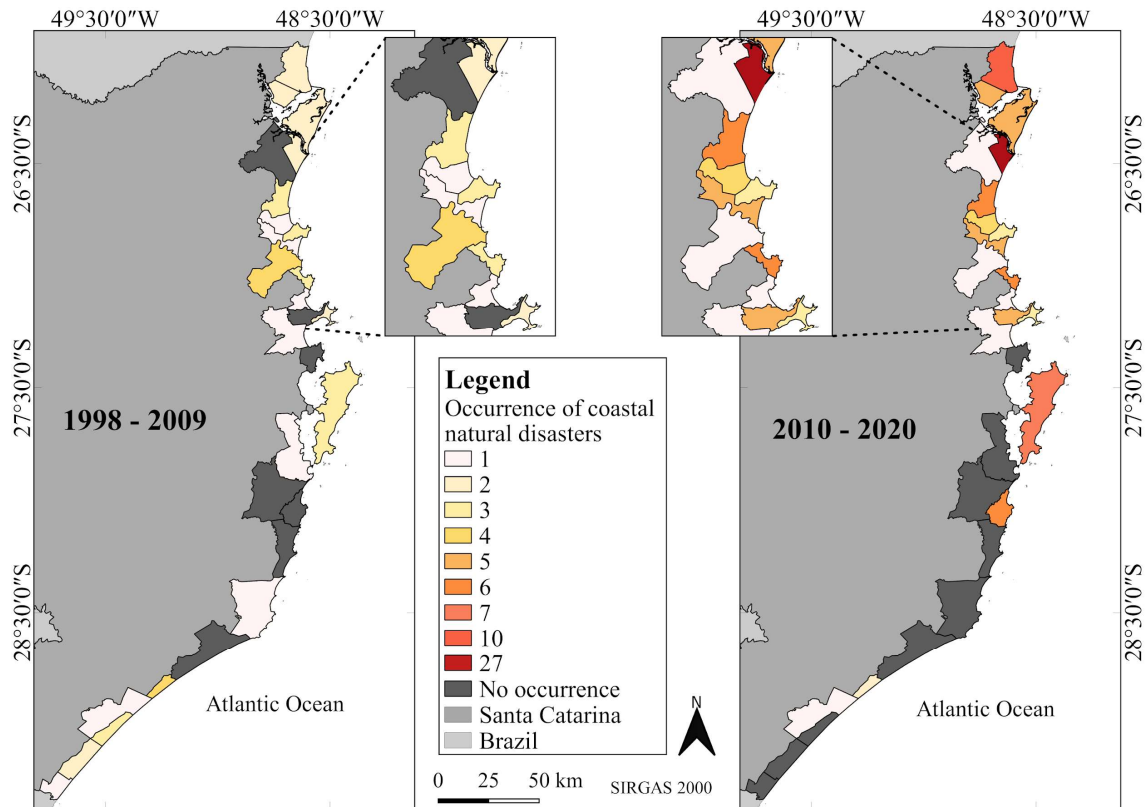 49°30′0″W 48°30′0″W 49°30′0″W 48°30′0″W
26°30′0″S
27°30′0″S
28°30′0″S
1998 - 2009
Atlantic Ocean
Legend
Occurrence of coastal
natural disasters
1
2
3
4
5
6
7
10
27
No occurrence
Santa Catarina
Brazil
0 25 50 km
N
SIRGAS 2000
2010 - 2020
Atlantic Ocean
26°30′0″S
27°30′0″S
28°30′0″S